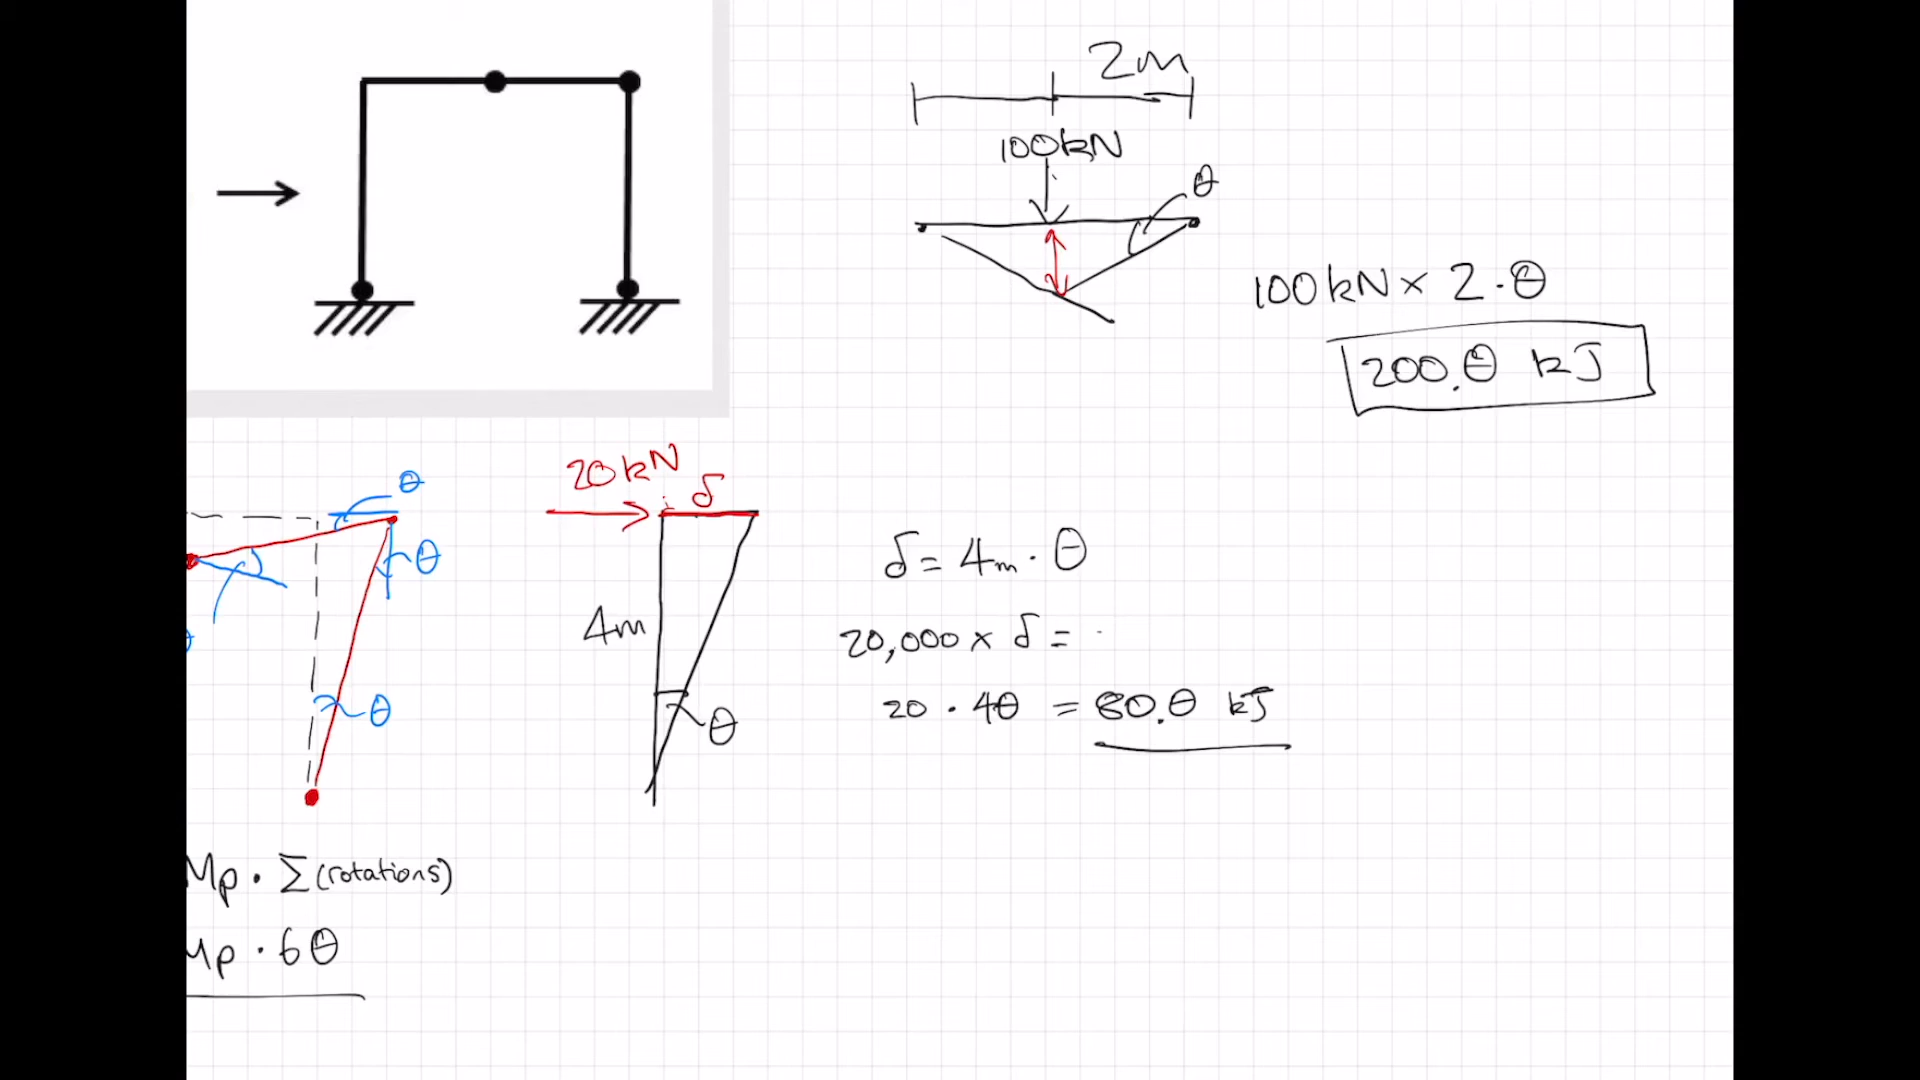 2m
100kN
θ
100kN × 2·θ
200.θ kJ
20kN
δ
θ
θ
θ
4m
θ
δ = 4m · θ
20,000 × δ =
20 · 4θ = 80.θ kJ
Mp · Σ(rotations)
Mp · 6θ